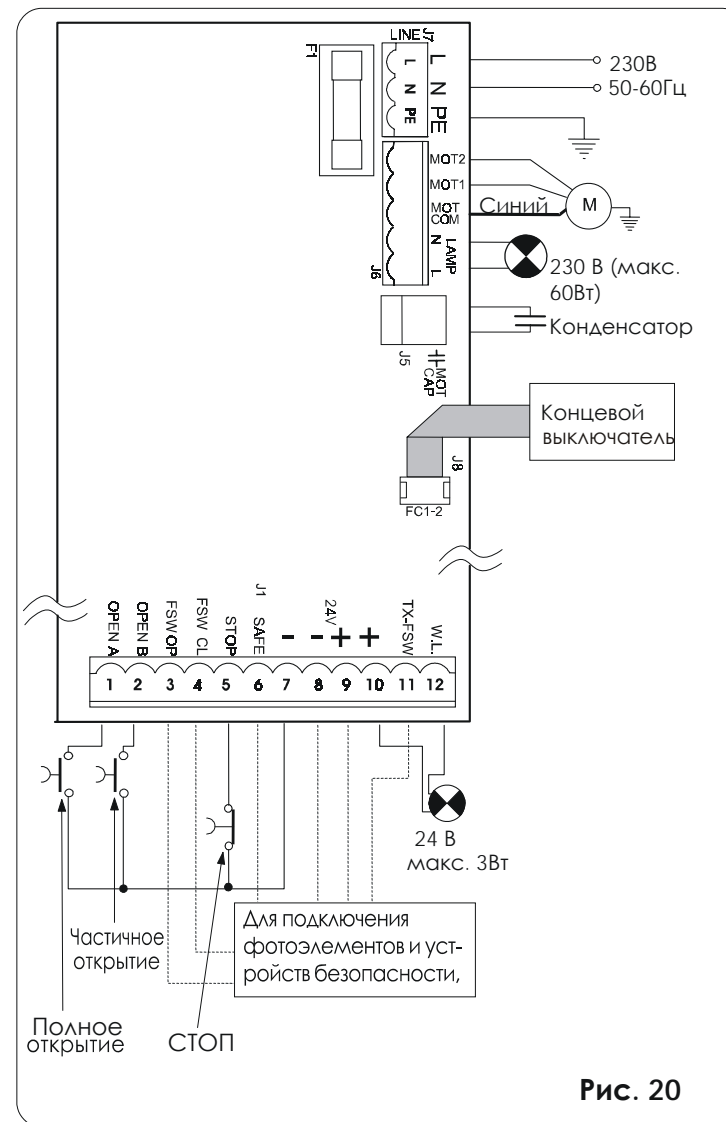 LINE J7
F1
L N PE
L N PE
230В
50-60Гц
MOT2
MOT1
MOT
COM
Синий
M
N
L
LAMP
J6
230 В (макс.
60Вт)
Конденсатор
J5
MOT
CAP
Концевой
выключатель
J8
FC1-2
OPEN A
OPEN B
FSW OP
FSW CL
STOP
J1
SAFE
- - + +
24V
TX-FSW
W.L.
1 2 3 4 5 6 7 8 9 10 11 12
24 В
макс. 3Вт
Для подключения
фотоэлементов и уст-
ройств безопасности,
Частичное
открытие
Полное
открытие
СТОП
Рис. 20